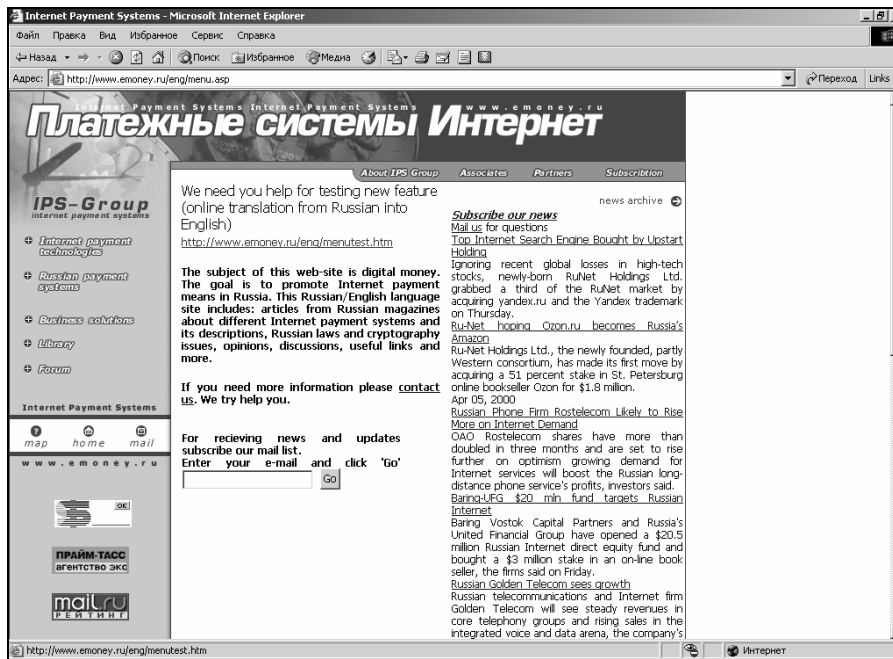 Internet Payment Systems - Microsoft Internet Explorer
Файл Правка Вид Избранное Сервис Справка
Назад Поиск Избранное Медиа
Адрес: http://www.emoney.ru/eng/menu.asp Переход Links
Internet Payment Systems Internet Payment Systems www.emoney.ru
Платежные системы Интернет
About IPS Group Associates Partners Subscribtion
IPS-Group
internet payment systems
Internet payment
technologies
Russian payment
systems
Business solutions
Library
Forum
Internet Payment Systems
map home mail
www.emoney.ru
OK
ПРАЙМ-ТАСС
агентство экс
mail.ru
РЕЙТИНГ
We need you help for testing new feature
(online translation from Russian into
English)
http://www.emoney.ru/eng/menutest.htm
The subject of this web-site is digital money.
The goal is to promote Internet payment
means in Russia. This Russian/English language
site includes: articles from Russian magazines
about different Internet payment systems and
its descriptions, Russian laws and cryptography
issues, opinions, discussions, useful links and
more.
If you need more information please contact
us. We try help you.
For recieving news and updates
subscribe our mail list.
Enter your e-mail and click 'Go'
Go
news archive
Subscribe our news
Mail us for questions
Top Internet Search Engine Bought by Upstart
Holding
Ignoring recent global losses in high-tech
stocks, newly-born RuNet Holdings Ltd.
grabbed a third of the RuNet market by
acquiring yandex.ru and the Yandex trademark
on Thursday.
Ru-Net hoping Ozon.ru becomes Russia's
Amazon
Ru-Net Holdings Ltd., the newly founded, partly
Western consortium, has made its first move by
acquiring a 51 percent stake in St. Petersburg
online bookseller Ozon for $1.8 million.
Apr 05, 2000
Russian Phone Firm Rostelecom Likely to Rise
More on Internet Demand
OAO Rostelecom shares have more than
doubled in three months and are set to rise
further on optimism growing demand for
Internet services will boost the Russian long-
distance phone service's profits, investors said.
Baring-UFG $20 mln fund targets Russian
Internet
Baring Vostok Capital Partners and Russia's
United Financial Group have opened a $20.5
million Russian Internet direct equity fund and
bought a $3 million stake in an on-line book
seller, the firms said on Friday.
Russian Golden Telecom sees growth
Russian telecommunications and Internet firm
Golden Telecom will see steady revenues in
core telephony groups and rising sales in the
integrated voice and data arena, the company's
http://www.emoney.ru/eng/menutest.htm Интернет